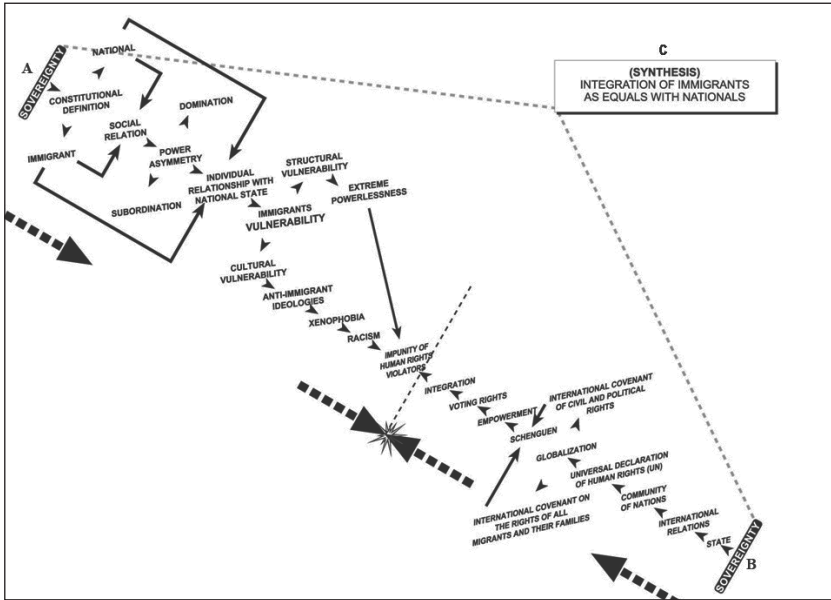 A
SOVEREIGNTY
NATIONAL
CONSTITUTIONAL
DEFINITION
IMMIGRANT
SOCIAL
RELATION
DOMINATION
POWER
ASYMMETRY
SUBORDINATION
INDIVIDUAL
RELATIONSHIP WITH
NATIONAL STATE
STRUCTURAL
VULNERABILITY
EXTREME
POWERLESSNESS
IMMIGRANTS
VULNERABILITY
CULTURAL
VULNERABILITY
ANTI-IMMIGRANT
IDEOLOGIES
XENOPHOBIA
RACISM
IMPUNITY OF
HUMAN RIGHTS
VIOLATORS
C
(SYNTHESIS)
INTEGRATION OF IMMIGRANTS
AS EQUALS WITH NATIONALS
INTEGRATION
VOTING RIGHTS
EMPOWERMENT
SCHENGUEN
INTERNATIONAL COVENANT
OF CIVIL AND POLITICAL
RIGHTS
GLOBALIZATION
UNIVERSAL DECLARATION
OF HUMAN RIGHTS (UN)
INTERNATIONAL COVENANT ON
THE RIGHTS OF ALL
MIGRANTS AND THEIR FAMILIES
COMMUNITY
OF NATIONS
INTERNATIONAL
RELATIONS
STATE
SOVEREIGNTY
B